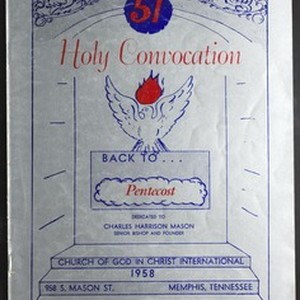 51
Holy Convocation
BACK TO . . .
Pentecost
DEDICATED TO
CHARLES HARRISON MASON
SENIOR BISHOP AND FOUNDER
CHURCH OF GOD IN CHRIST INTERNATIONAL
1958
958 S. MASON ST. MEMPHIS, TENNESSEE